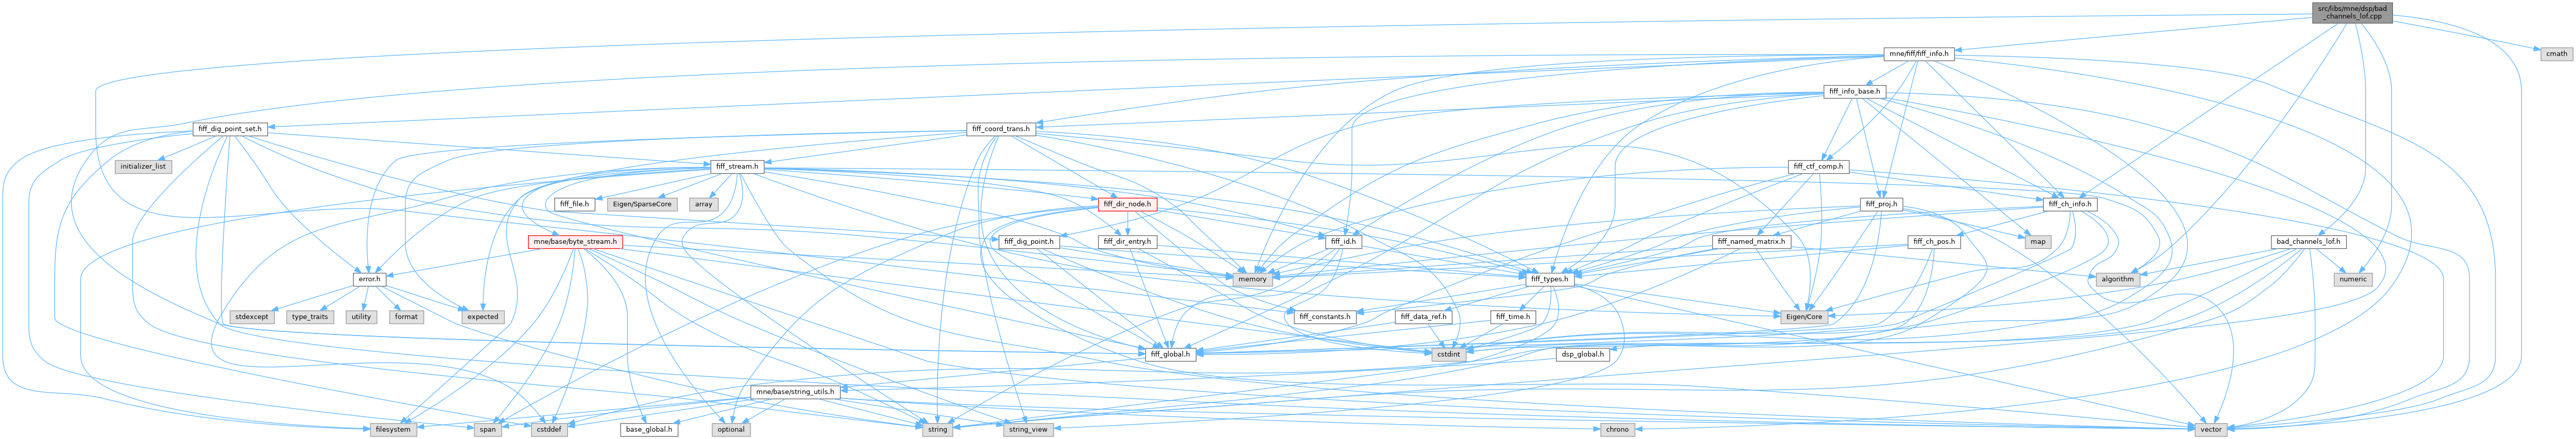 src/libs/mne/dsp/bad
_channels_lof.cpp
mne/fiff/fiff_info.h
cmath
fiff_info_base.h
fiff_dig_point_set.h
fiff_coord_trans.h
initializer_list
fiff_stream.h
fiff_ctf_comp.h
fiff_file.h
Eigen/SparseCore
array
fiff_dir_node.h
fiff_proj.h
fiff_ch_info.h
mne/base/byte_stream.h
fiff_dig_point.h
fiff_dir_entry.h
fiff_id.h
fiff_named_matrix.h
fiff_ch_pos.h
map
bad_channels_lof.h
error.h
memory
fiff_types.h
algorithm
numeric
stdexcept
type_traits
utility
format
expected
fiff_constants.h
fiff_data_ref.h
fiff_time.h
Eigen/Core
fiff_global.h
cstdint
dsp_global.h
mne/base/string_utils.h
filesystem
span
cstddef
base_global.h
optional
string
string_view
chrono
vector